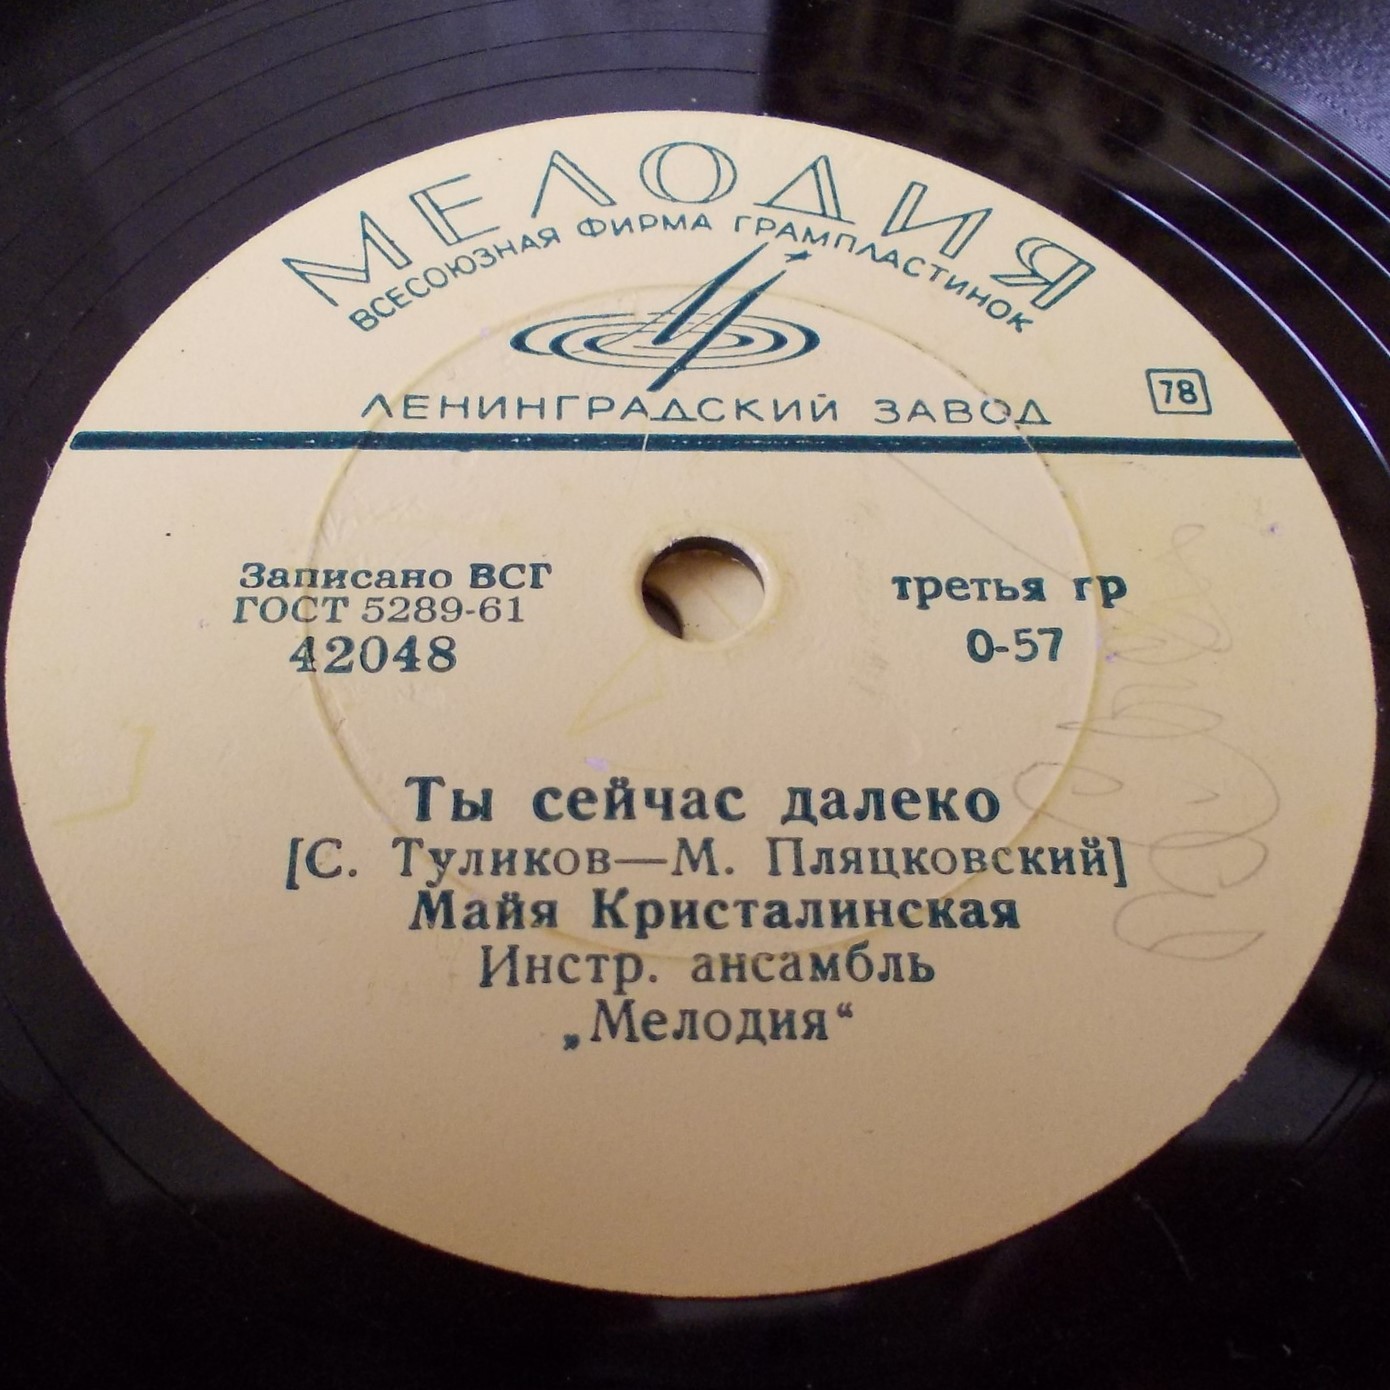 МЕЛОДИЯ
ВСЕСОЮЗНАЯ ФИРМА ГРАМПЛАСТИНОК
ЛЕНИНГРАДСКИЙ ЗАВОД
78
Записано ВСГ
ГОСТ 5289-61
42048
третья гр
0-57
Ты сейчас далеко
[С. Туликов—М. Пляцковский]
Майя Кристалинская
Инстр. ансамбль
„Мелодия“